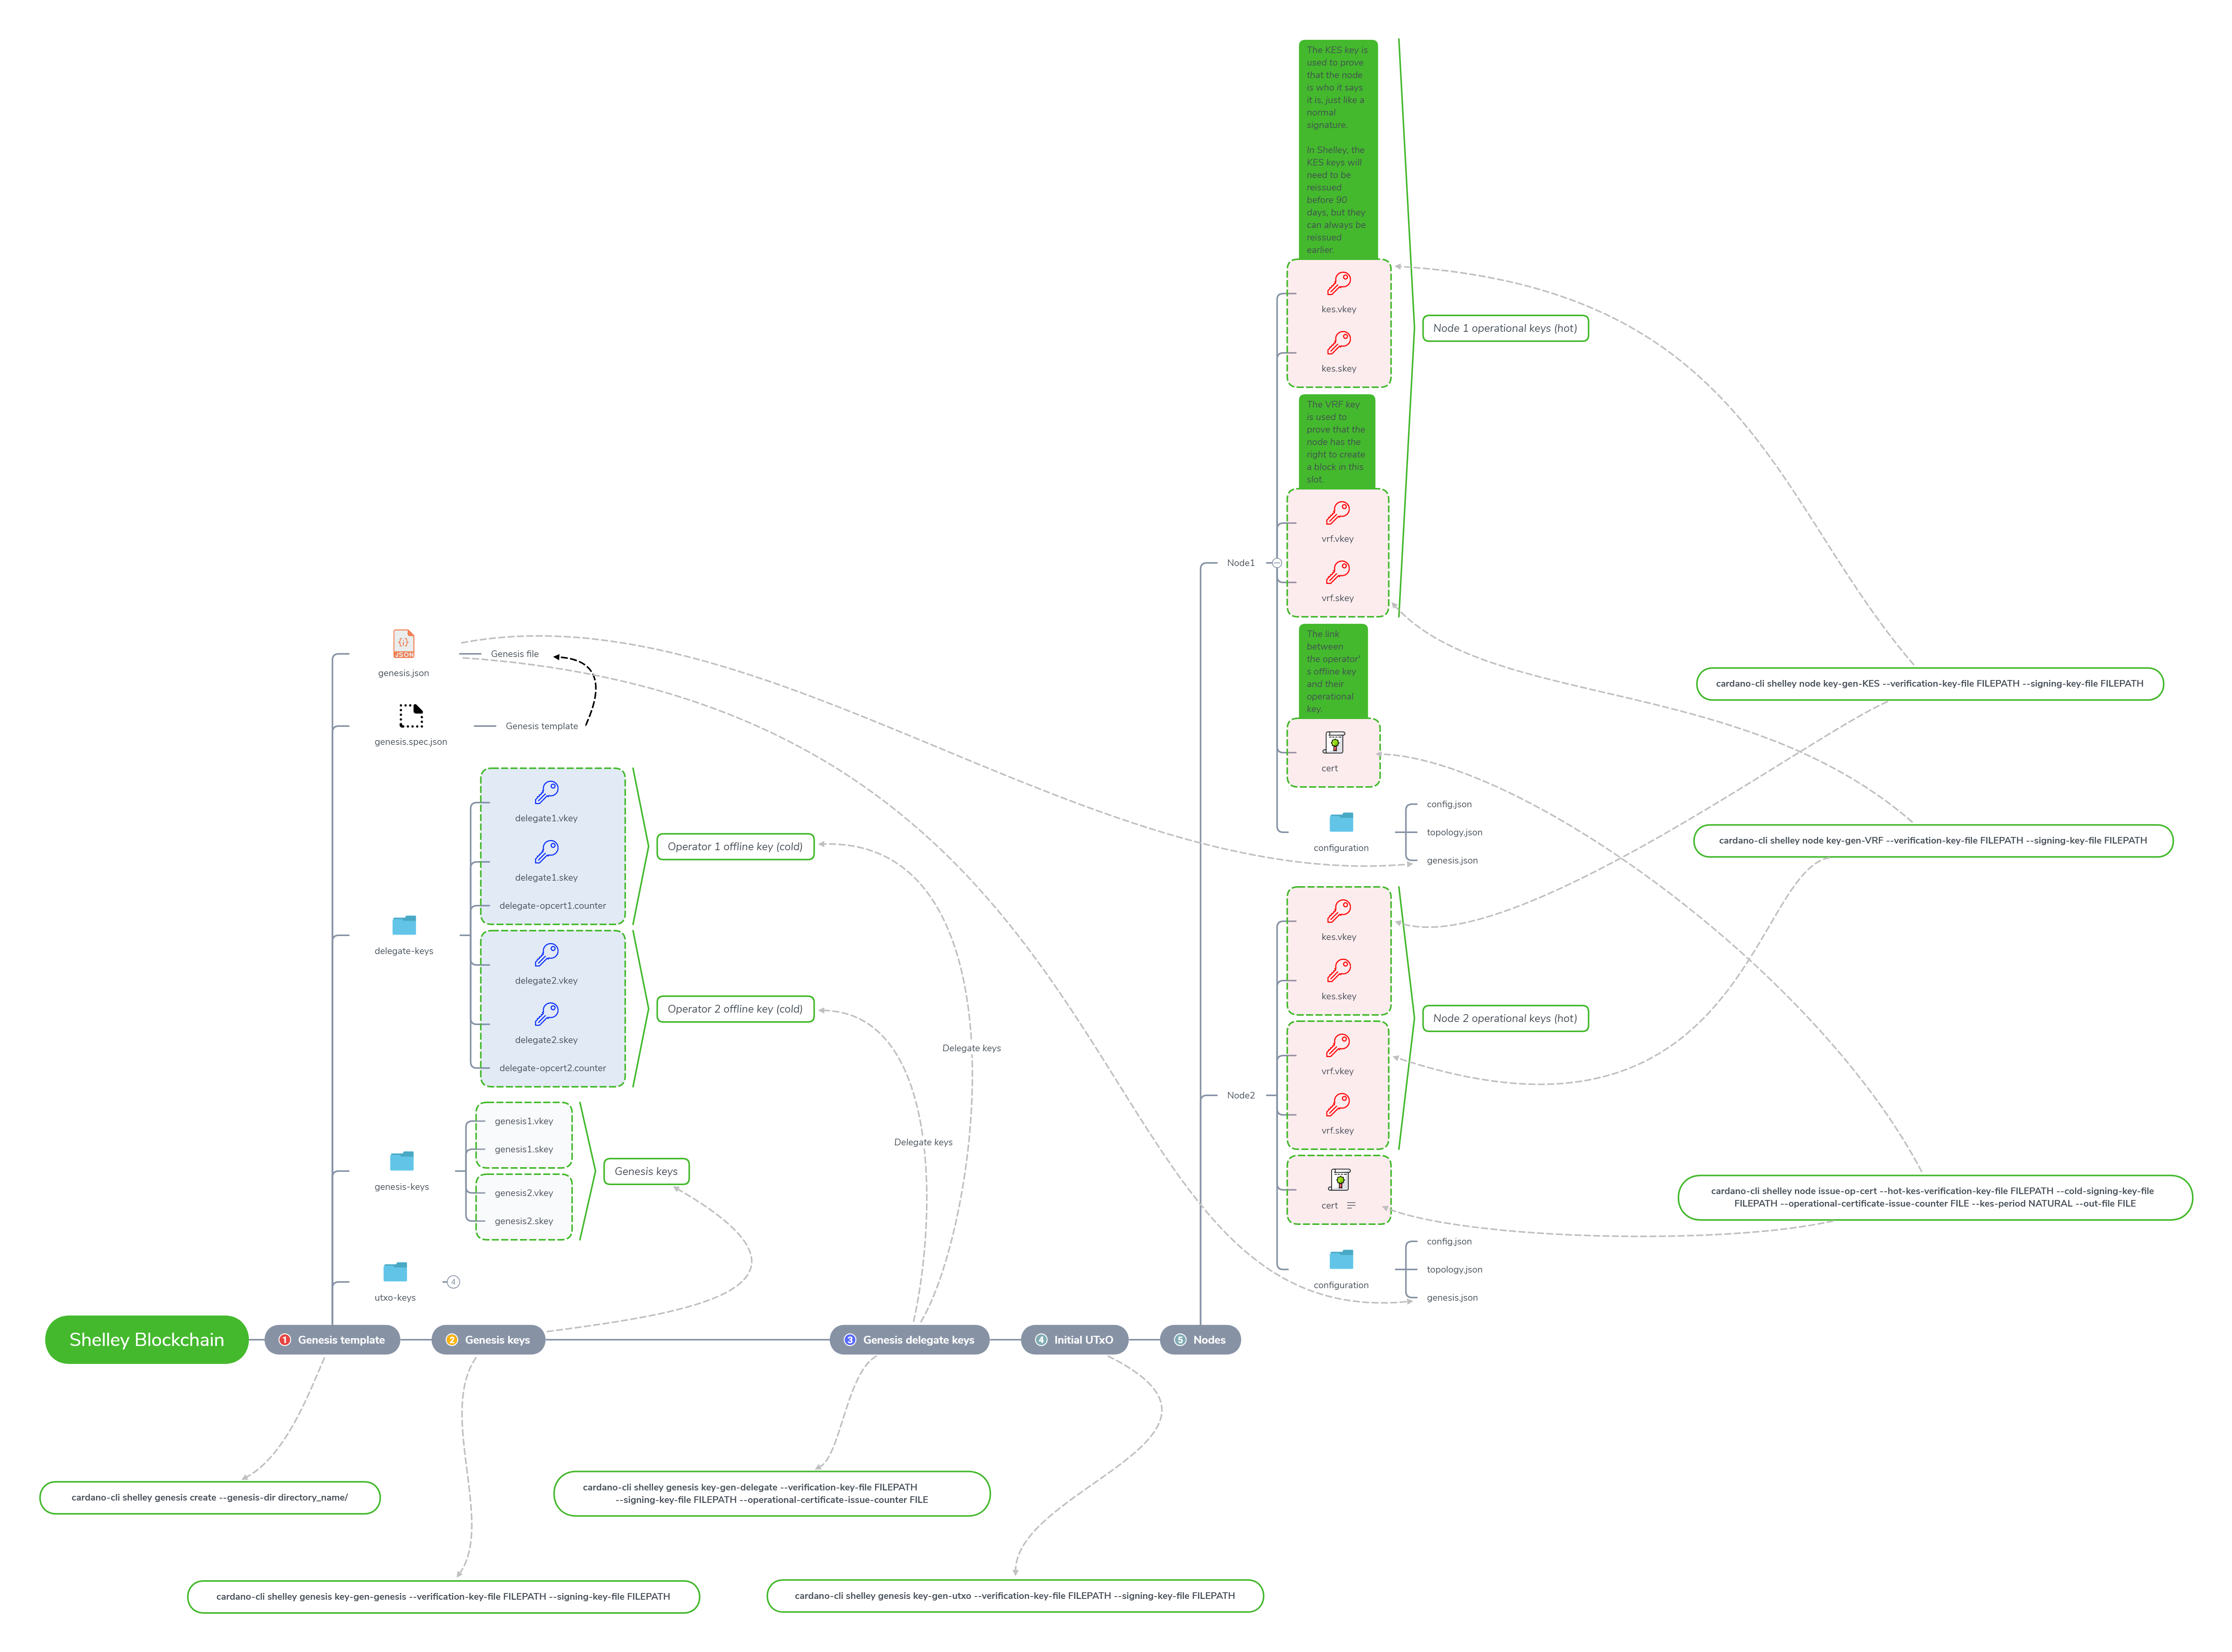 The KES key is
used to prove
that the node
is who it says
it is, just like a
normal
signature.
In Shelley, the
KES keys will
need to be
reissued
before 90
days, but they
can always be
reissued
earlier.
kes.vkey
kes.skey
Node 1 operational keys (hot)
The VRF key
is used to
prove that the
node has the
right to create
a block in this
slot.
vrf.vkey
vrf.skey
Node1
The link
between
the operator'
s offline key
and their
operational
key.
cert
configuration
config.json
topology.json
genesis.json
cardano-cli shelley node key-gen-KES --verification-key-file FILEPATH --signing-key-file FILEPATH
cardano-cli shelley node key-gen-VRF --verification-key-file FILEPATH --signing-key-file FILEPATH
kes.vkey
kes.skey
Node 2 operational keys (hot)
vrf.vkey
vrf.skey
Node2
cert
configuration
config.json
topology.json
genesis.json
cardano-cli shelley node issue-op-cert --hot-kes-verification-key-file FILEPATH --cold-signing-key-file
FILEPATH --operational-certificate-issue-counter FILE --kes-period NATURAL --out-file FILE
JSON
genesis.json
Genesis file
genesis.spec.json
Genesis template
delegate-keys
delegate1.vkey
delegate1.skey
delegate-opcert1.counter
Operator 1 offline key (cold)
delegate2.vkey
delegate2.skey
delegate-opcert2.counter
Operator 2 offline key (cold)
Delegate keys
Delegate keys
genesis-keys
genesis1.vkey
genesis1.skey
genesis2.vkey
genesis2.skey
Genesis keys
utxo-keys
4
Shelley Blockchain
1 Genesis template
2 Genesis keys
3 Genesis delegate keys
4 Initial UTxO
5 Nodes
cardano-cli shelley genesis create --genesis-dir directory_name/
cardano-cli shelley genesis key-gen-delegate --verification-key-file FILEPATH
--signing-key-file FILEPATH --operational-certificate-issue-counter FILE
cardano-cli shelley genesis key-gen-genesis --verification-key-file FILEPATH --signing-key-file FILEPATH
cardano-cli shelley genesis key-gen-utxo --verification-key-file FILEPATH --signing-key-file FILEPATH